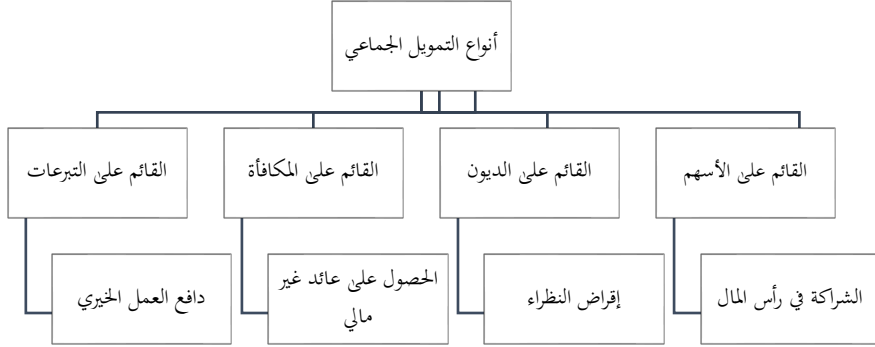 أنواع التمويل الجماعي
القائم على الأسهم
القائم على الديون
القائم على المكافأة
القائم على التبرعات
الشراكة في رأس المال
إقراض النظراء
الحصول على عائد غير
مالي
دافع العمل الخيري